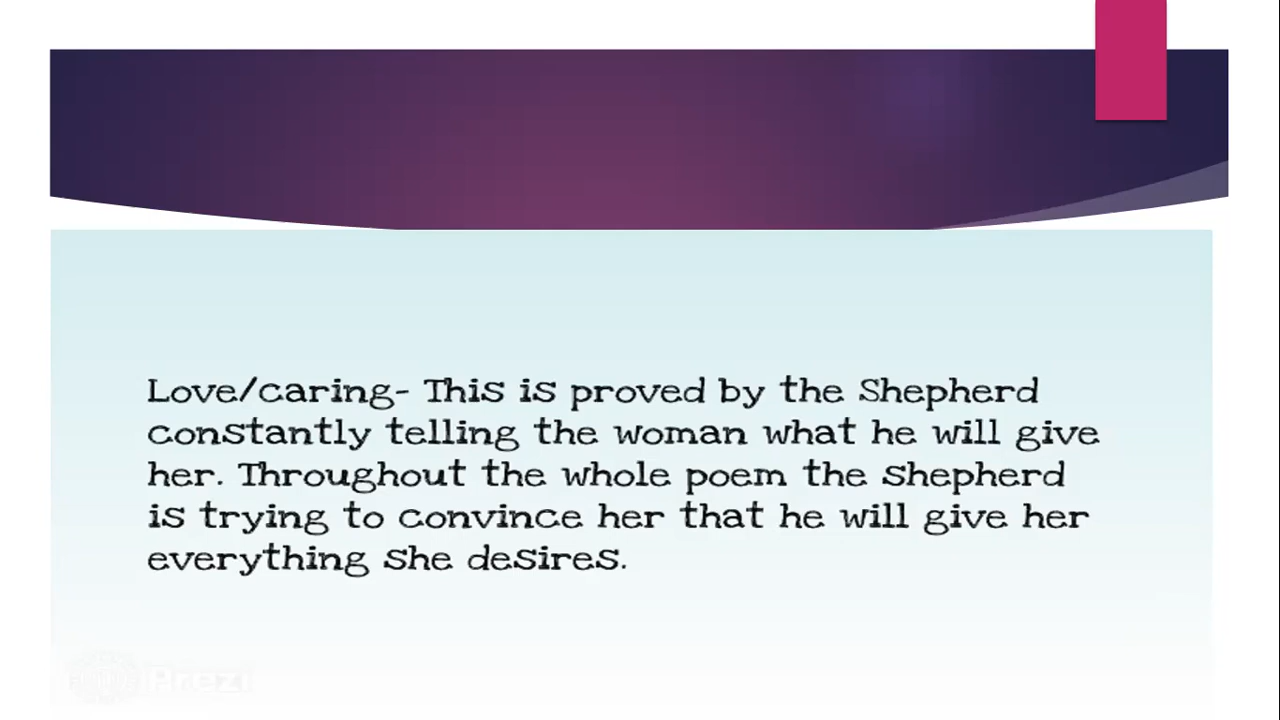 Love/caring- This is proved by the Shepherd
constantly telling the woman what he will give
her. Throughout the whole poem the shepherd
is trying to convince her that he will give her
everything she desires.
Prezi